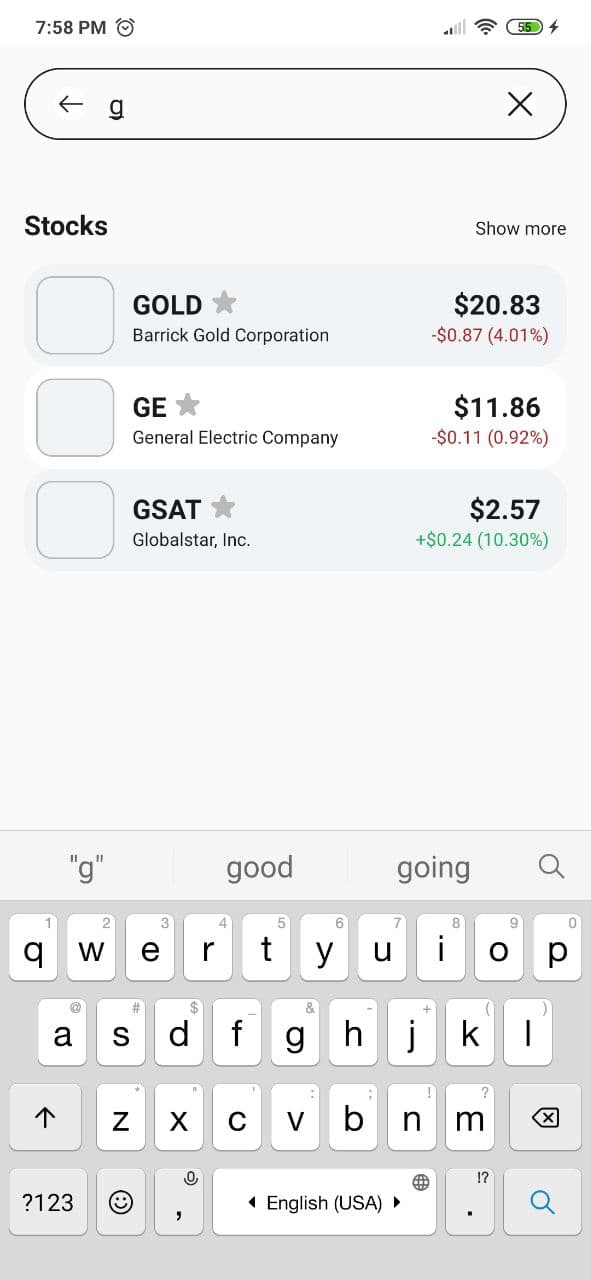 7:58 PM 55
g
Stocks Show more
GOLD $20.83
Barrick Gold Corporation -$0.87 (4.01%)
GE $11.86
General Electric Company -$0.11 (0.92%)
GSAT $2.57
Globalstar, Inc. +$0.24 (10.30%)
"g" good going
1 2 3 4 5 6 7 8 9 0
q w e r t y u i o p
@ # $ _ & - + ( )
a s d f g h j k l
* " ' : ; ! ?
z x c v b n m
!?
?123 , English (USA) .